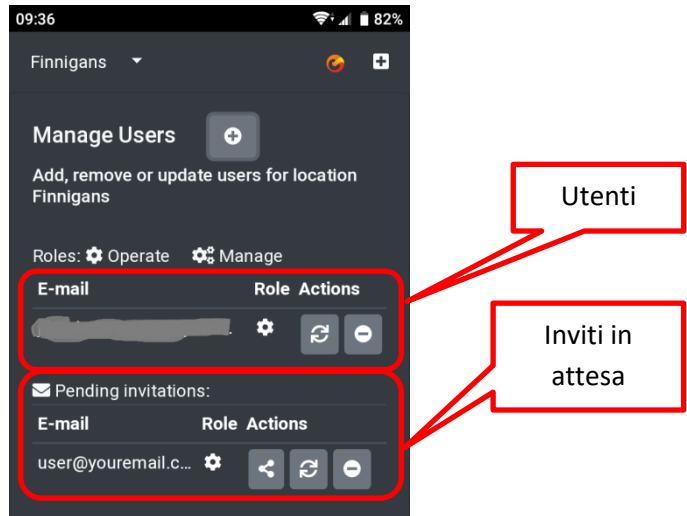 09:36 82%
Finnigans
Manage Users
Add, remove or update users for location
Finnigans
Roles: Operate Manage
E-mail Role Actions
Pending invitations:
E-mail Role Actions
user@youremail.c...
Utenti
Inviti in
attesa